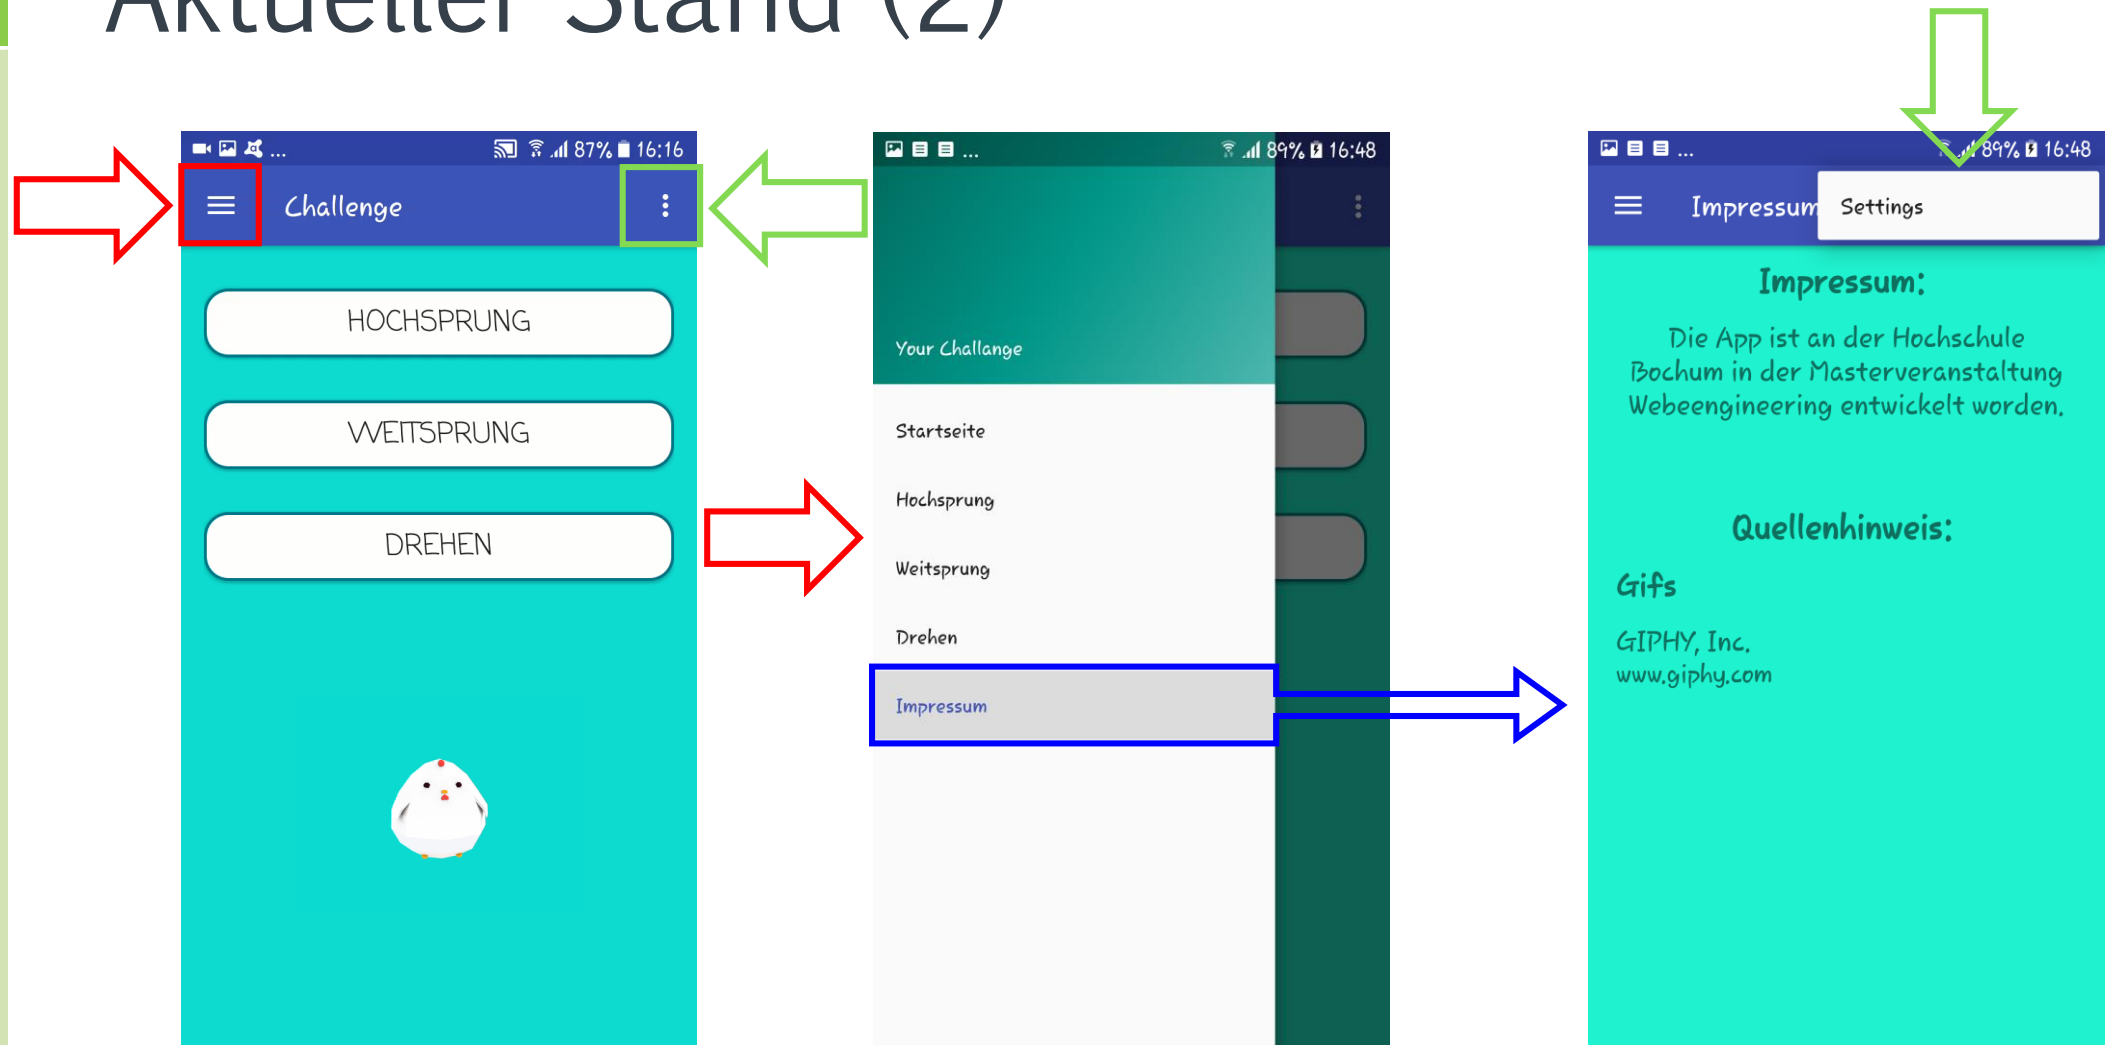 Aktueller Stand (2)
... 87% 16:16
Challenge
HOCHSPRUNG
WEITSPRUNG
DREHEN
... 89% 16:48
Your Challange
Startseite
Hochsprung
Weitsprung
Drehen
Impressum
... 89% 16:48
Impressum
Settings
Impressum:
Die App ist an der Hochschule
Bochum in der Masterveranstaltung
Webeengineering entwickelt worden.
Quellenhinweis:
Gifs
GIPHY, Inc.
www.giphy.com